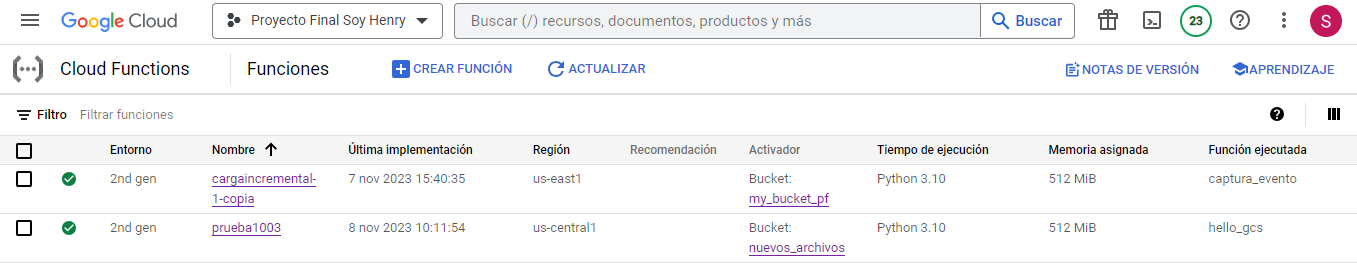 Google Cloud Proyecto Final Soy Henry Buscar (/) recursos, documentos, productos y más Buscar 23 S
Cloud Functions Funciones CREAR FUNCIÓN ACTUALIZAR NOTAS DE VERSIÓN APRENDIZAJE
Filtro Filtrar funciones
Entorno Nombre Última implementación Región Recomendación Activador Tiempo de ejecución Memoria asignada Función ejecutada
2nd gen cargaincremental- 7 nov 2023 15:40:35 us-east1 Bucket: Python 3.10 512 MiB captura_evento
1-copia my_bucket_pf
2nd gen prueba1003 8 nov 2023 10:11:54 us-central1 Bucket: Python 3.10 512 MiB hello_gcs
nuevos_archivos